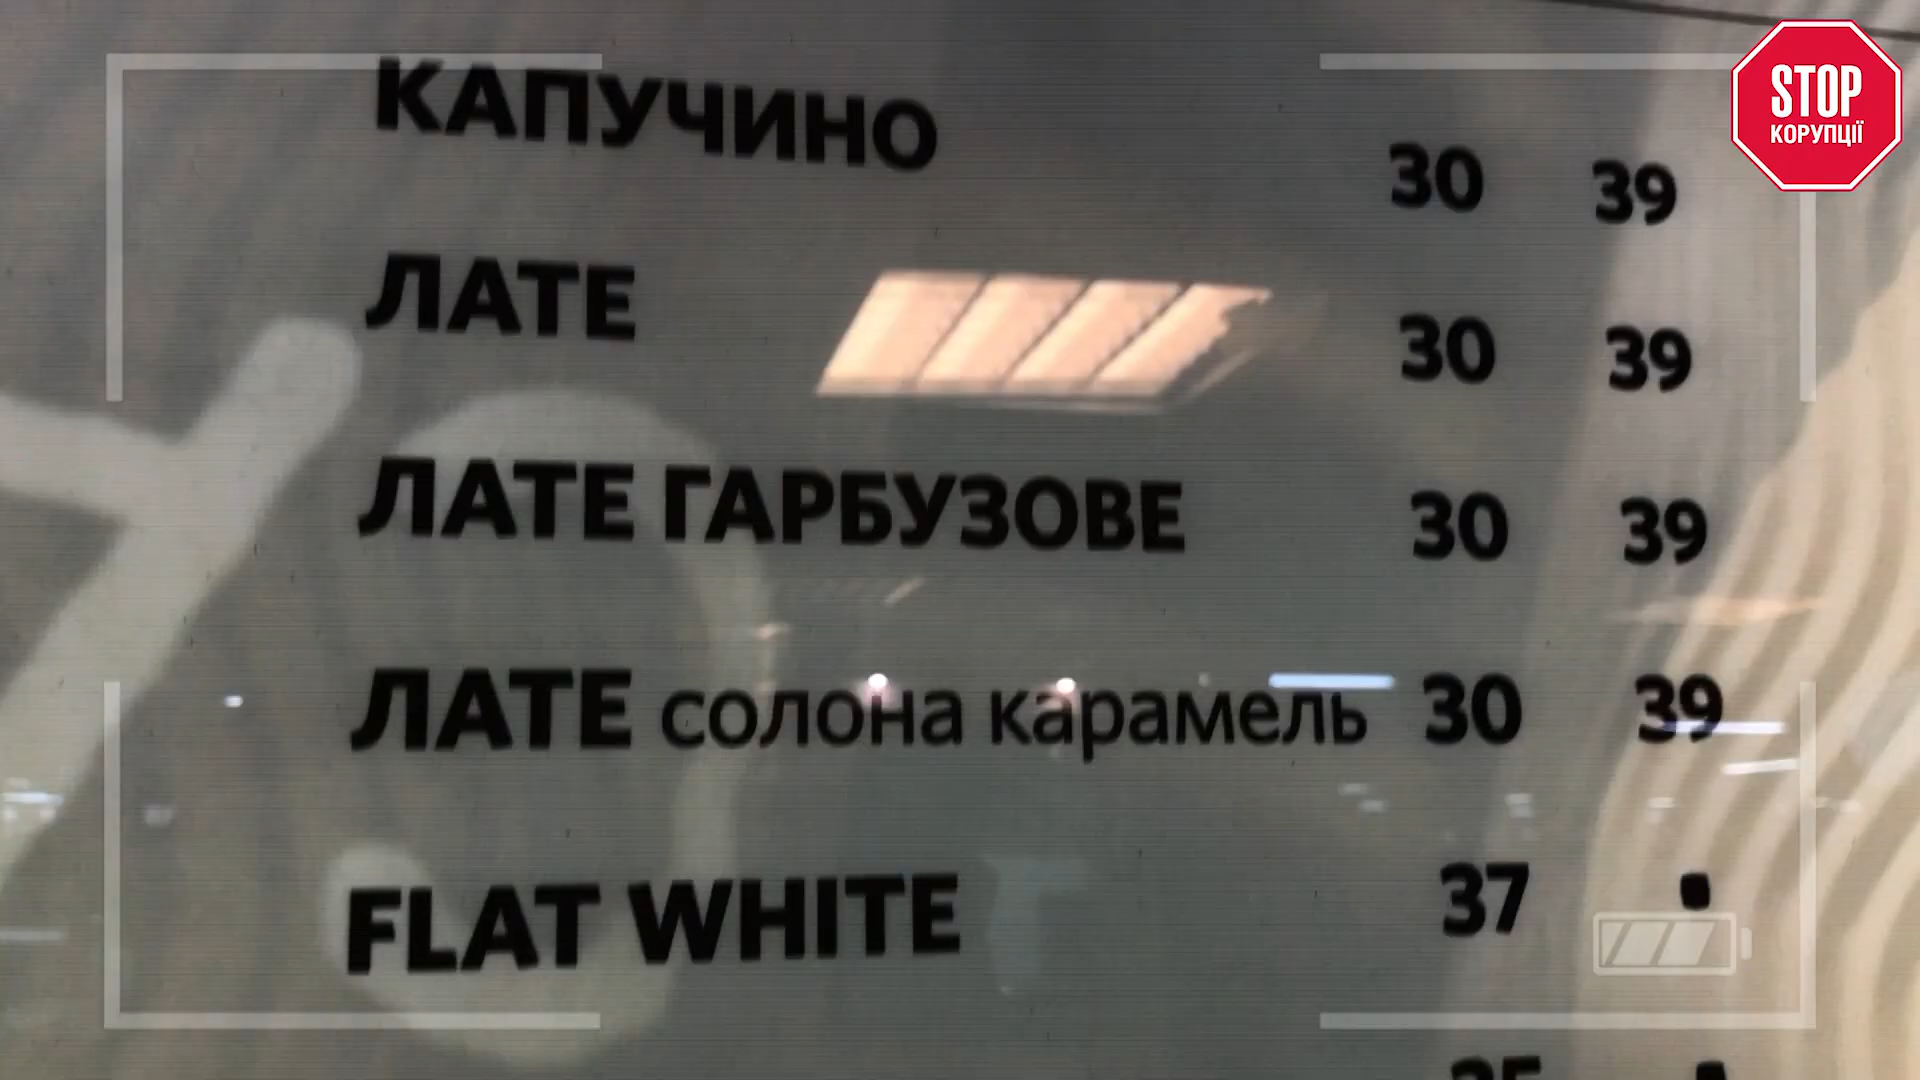 STOP
КОРУПЦІЇ
КАПУЧИНО 30 39
ЛАТЕ 30 39
ЛАТЕ ГАРБУЗОВЕ 30 39
ЛАТЕ солона карамель 30 39
FLAT WHITE 37